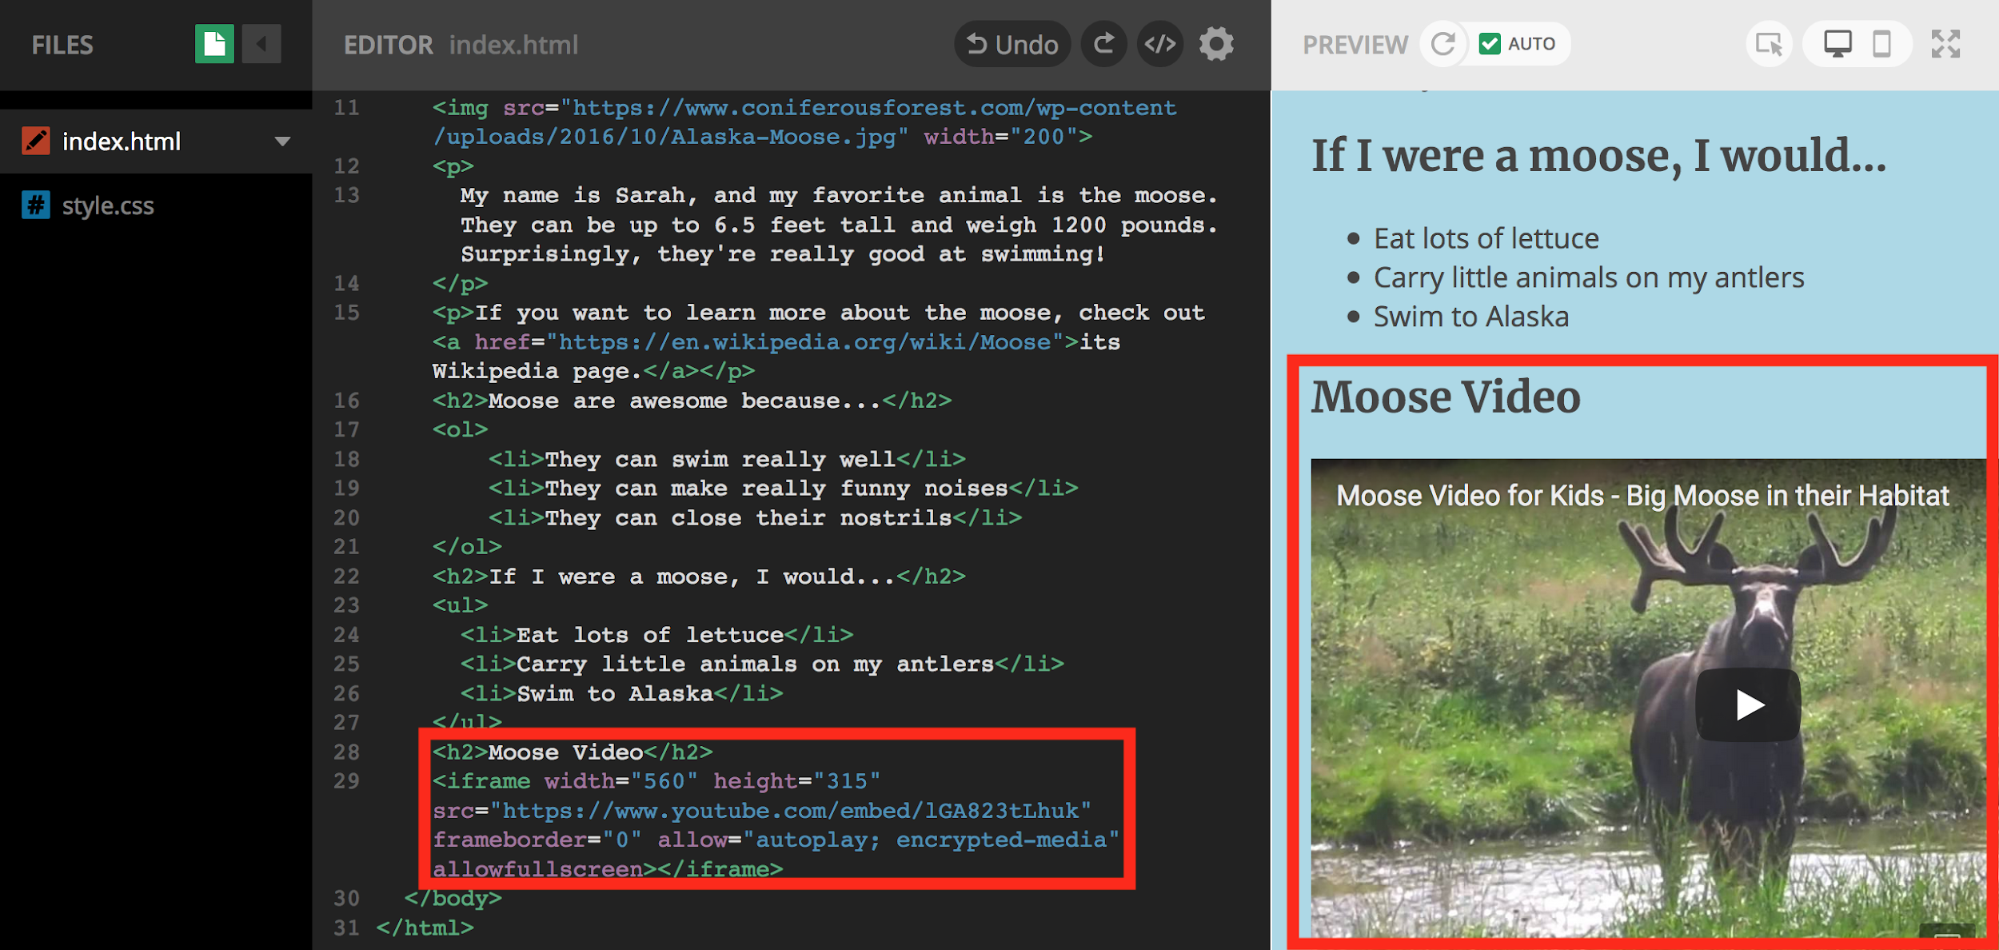 FILES
index.html
style.css
EDITOR index.html
Undo
11 <img src="https://www.coniferousforest.com/wp-content
/uploads/2016/10/Alaska-Moose.jpg" width="200">
12 <p>
13 My name is Sarah, and my favorite animal is the moose.
They can be up to 6.5 feet tall and weigh 1200 pounds.
Surprisingly, they're really good at swimming!
14 </p>
15 <p>If you want to learn more about the moose, check out
<a href="https://en.wikipedia.org/wiki/Moose">its
Wikipedia page.</a></p>
16 <h2>Moose are awesome because...</h2>
17 <ol>
18 <li>They can swim really well</li>
19 <li>They can make really funny noises</li>
20 <li>They can close their nostrils</li>
21 </ol>
22 <h2>If I were a moose, I would...</h2>
23 <ul>
24 <li>Eat lots of lettuce</li>
25 <li>Carry little animals on my antlers</li>
26 <li>Swim to Alaska</li>
27 </ul>
28 <h2>Moose Video</h2>
29 <iframe width="560" height="315"
src="https://www.youtube.com/embed/lGA823tLhuk"
frameborder="0" allow="autoplay; encrypted-media"
allowfullscreen></iframe>
30 </body>
31 </html>
PREVIEW AUTO
If I were a moose, I would...
• Eat lots of lettuce
• Carry little animals on my antlers
• Swim to Alaska
Moose Video
Moose Video for Kids - Big Moose in their Habitat